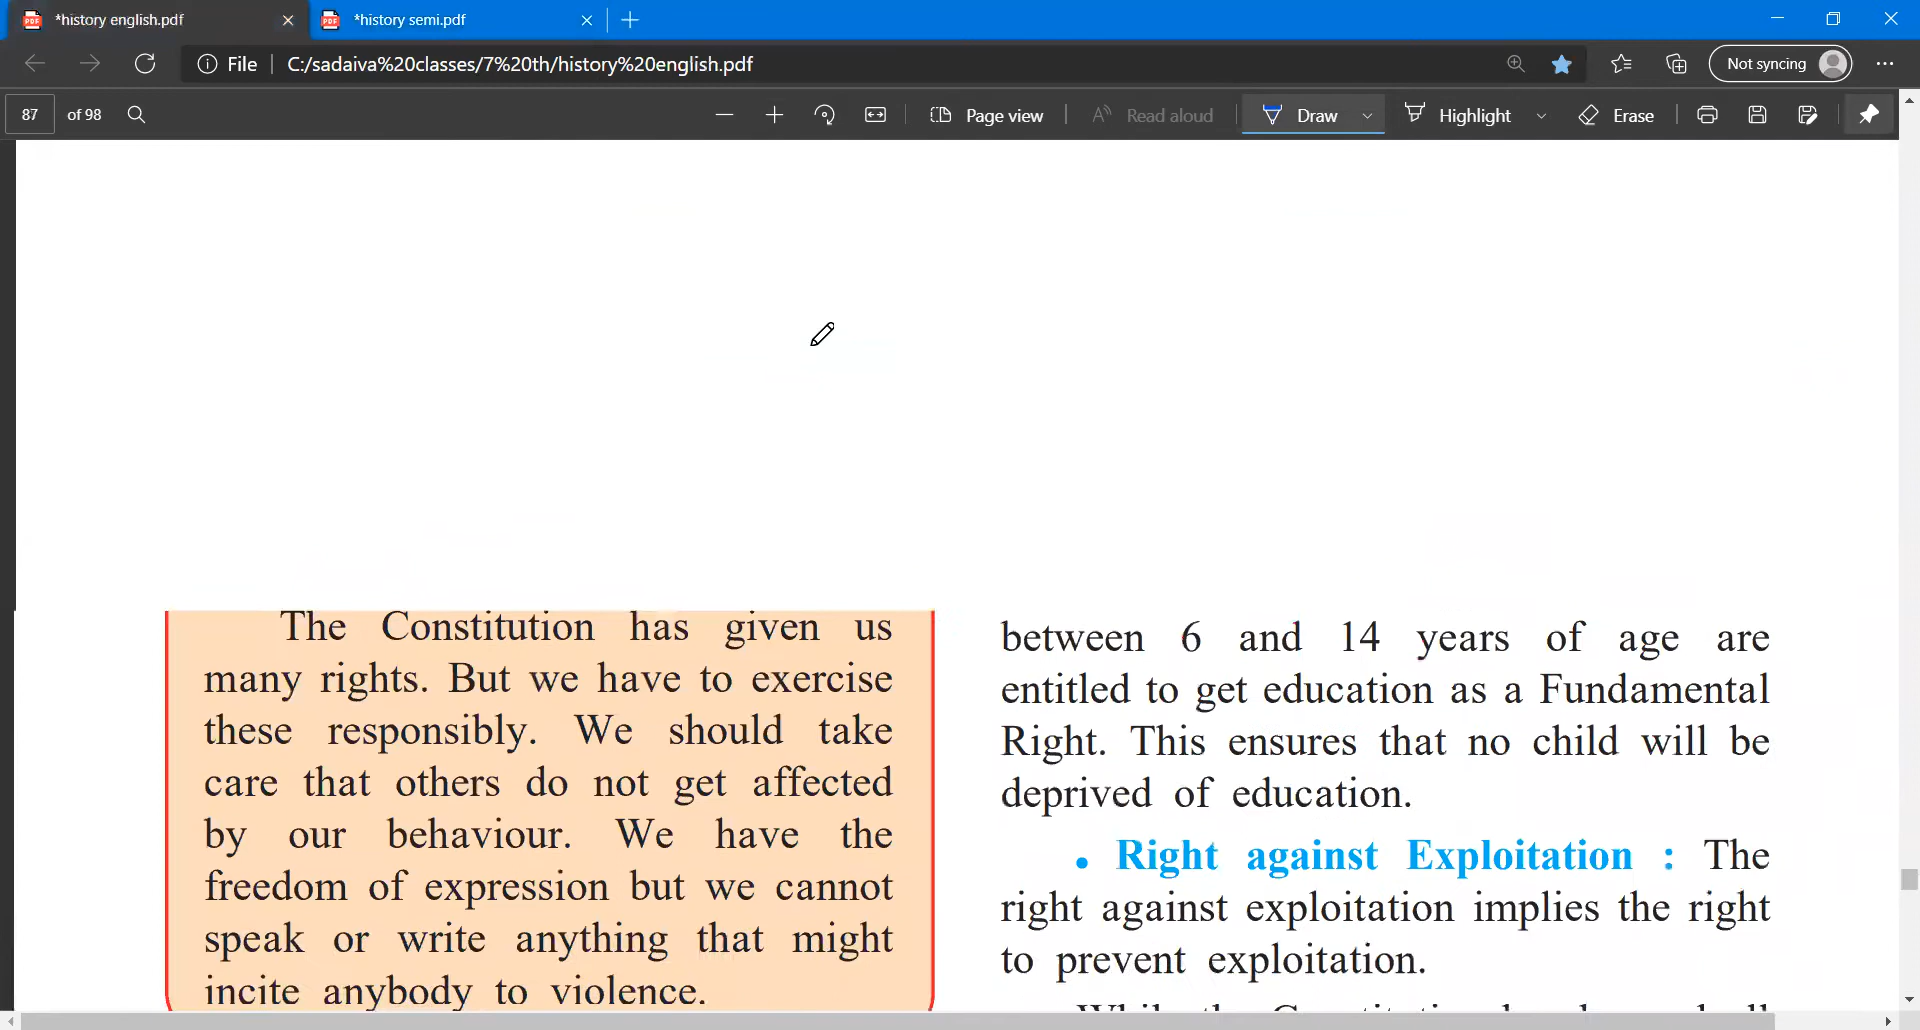 *history english.pdf
*history semi.pdf
File
C:/sadaiva%20classes/7%20th/history%20english.pdf
Not syncing
87 of 98
Page view
Read aloud
Draw
Highlight
Erase
The Constitution has given us
many rights. But we have to exercise
these responsibly. We should take
care that others do not get affected
by our behaviour. We have the
freedom of expression but we cannot
speak or write anything that might
incite anybody to violence.
between 6 and 14 years of age are
entitled to get education as a Fundamental
Right. This ensures that no child will be
deprived of education.
• Right against Exploitation : The
right against exploitation implies the right
to prevent exploitation.